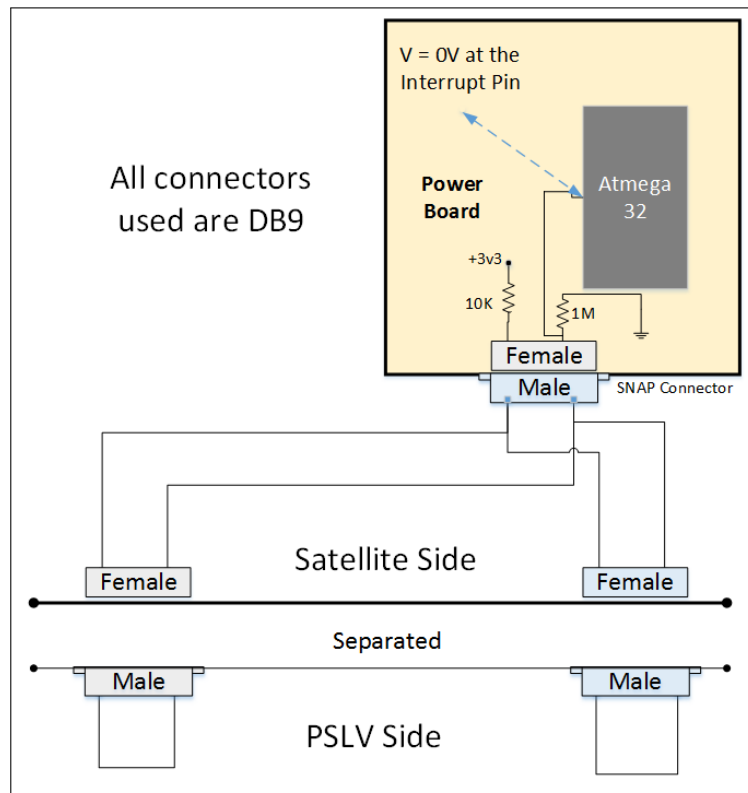 V = 0V at the
Interrupt Pin
All connectors
used are DB9
Power
Board
Atmega
32
+3v3
10K
1M
Female
Male
SNAP Connector
Satellite Side
Female
Female
Separated
Male
Male
PSLV Side